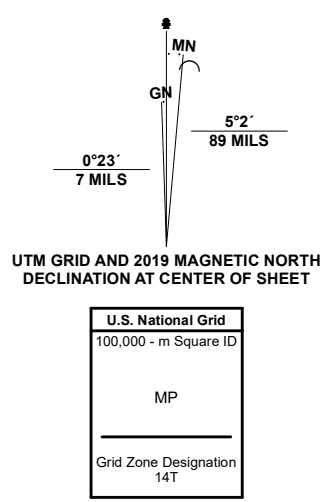 MN
GN
5°2´
89 MILS
0°23´
7 MILS
UTM GRID AND 2019 MAGNETIC NORTH
DECLINATION AT CENTER OF SHEET
U.S. National Grid
100,000 - m Square ID
MP
Grid Zone Designation
14T